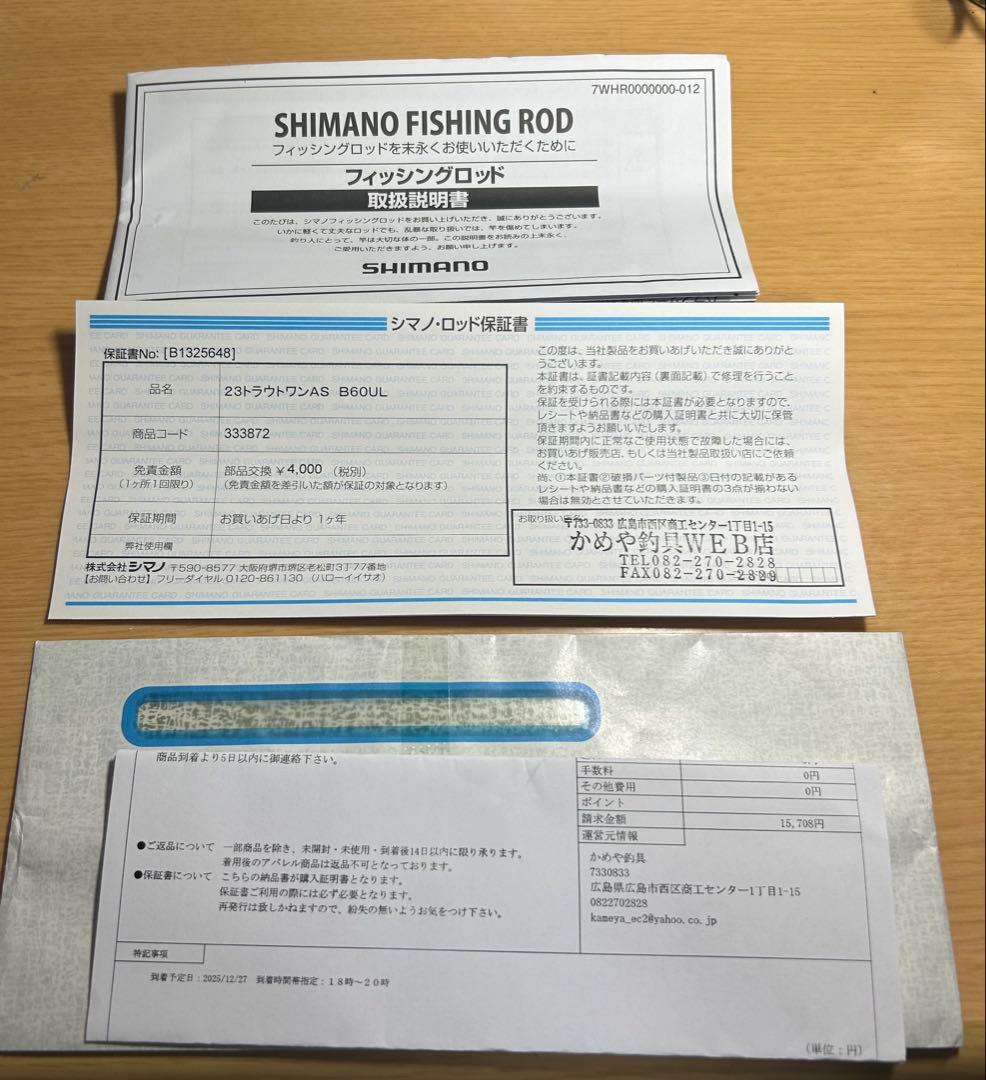 7WHR0000000-012
SHIMANO FISHING ROD
フィッシングロッドを末永くお使いいただくために
フィッシングロッド
取扱説明書
このたびは、シマノフィッシングロッドをお買い上げいただき、誠にありがとうございます。
いかに軽くて丈夫なロッドでも、乱暴な取り扱いでは、竿を傷めてしまいます。
釣り人にとって、竿は大切な体の一部。この説明書をお読みの上末永く、
ご愛用いただきますよう、お願い申し上げます。
SHIMANO
シマノ・ロッド保証書
保証書No: [B1325648]
品名 23トラウトワンAS B60UL
商品コード 333872
免責金額 部品交換 ¥4,000 (税別)
(1ヶ所1回限り) (免責金額を差引いた額が保証の対象となります)
保証期間 お買いあげ日より 1ヶ年
弊社使用欄
株式会社シマノ 〒590-8577 大阪府堺市堺区老松町3丁77番地
【お問い合わせ】フリーダイヤル 0120-861130 (ハローイイサオ)
この度は、当社製品をお買いあげいただき誠にありがと
うございます。
本証書は、証書記載内容(裏面記載)で修理を行うこと
を約束するものです。
保証を受けられる際には本証書が必要となりますので、
レシートや納品書などの購入証明書と共に大切に保管
頂きますようお願いいたします。
保証期間内に正常なご使用状態で故障した場合には、
お買いあげ販売店、もしくは当社製品取扱い店にご依頼
ください。
尚、①本証書②破損パーツ付製品③日付の記載がある
レシートや納品書などの購入証明書の3点が揃わない
場合は無効とさせていただきます。
お取り扱い店名
〒733-0833 広島市西区商工センター1丁目1-15
かめや釣具WEB店
TEL082-270-2828
FAX082-270-2829
商品到着より5日以内に御連絡下さい。
●ご返品について 一部商品を除き、未開封・未使用・到着後14日以内に限り承ります。
着用後のアパレル商品は返品不可となっております。
●保証書について こちらの納品書が購入証明書となります。
保証書ご利用の際には必ず必要となります。
再発行は致しかねますので、紛失の無いようお気をつけ下さい。
手数料 0円
その他費用 0円
ポイント
請求金額 15,708円
運営元情報
かめや釣具
7330833
広島県広島市西区商工センター1丁目1-15
0822702828
kameya_ec2@yahoo.co.jp
特記事項
到着予定日:2025/12/27 到着時間帯指定:18時~20時
(単位:円)